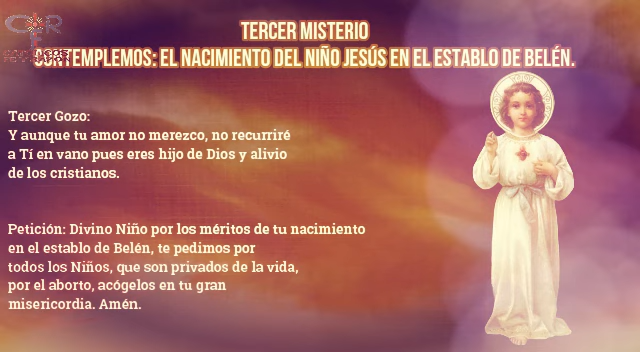 TERCER MISTERIO
CONTEMPLEMOS: EL NACIMIENTO DEL NIÑO JESÚS EN EL ESTABLO DE BELÉN.
Tercer Gozo:
Y aunque tu amor no merezco, no recurriré
a Tí en vano pues eres hijo de Dios y alivio
de los cristianos.
Petición: Divino Niño por los méritos de tu nacimiento
en el establo de Belén, te pedimos por
todos los Niños, que son privados de la vida,
por el aborto, acógelos en tu gran
misericordia. Amén.